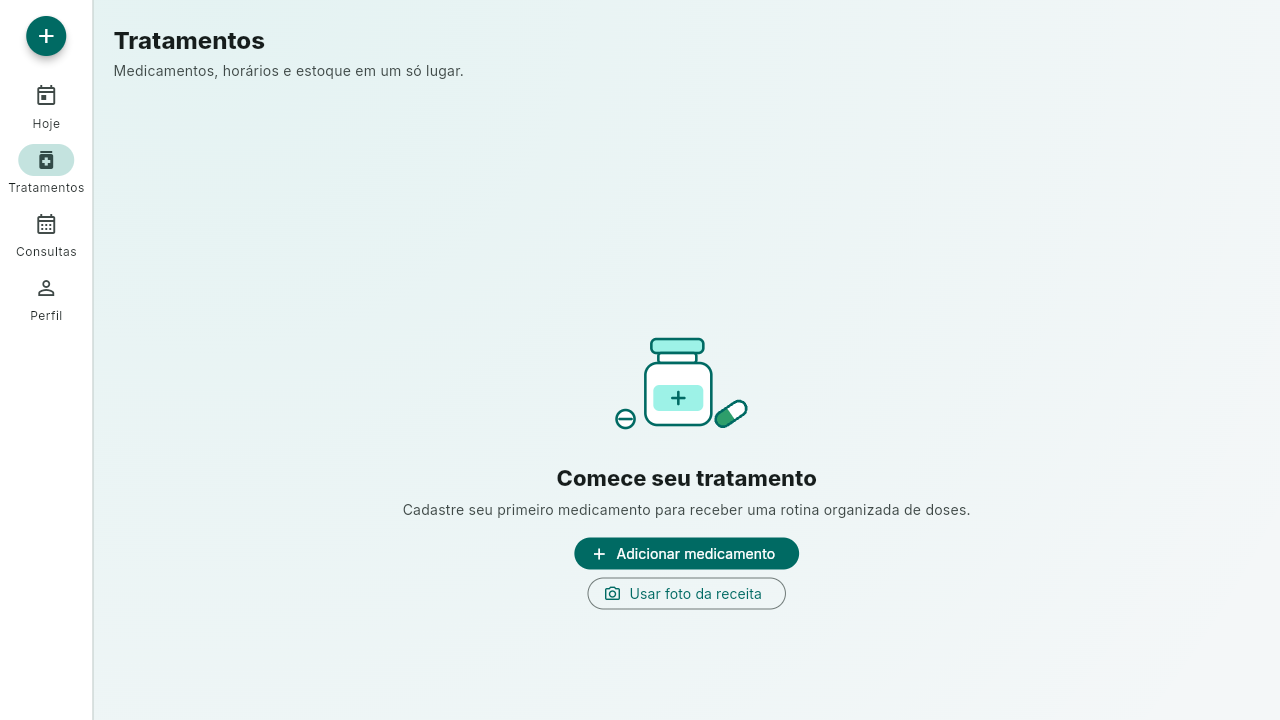 Tratamentos
Medicamentos, horários e estoque em um só lugar.
Hoje
Tratamentos
Consultas
Perfil
Comece seu tratamento
Cadastre seu primeiro medicamento para receber uma rotina organizada de doses.
Adicionar medicamento
Usar foto da receita